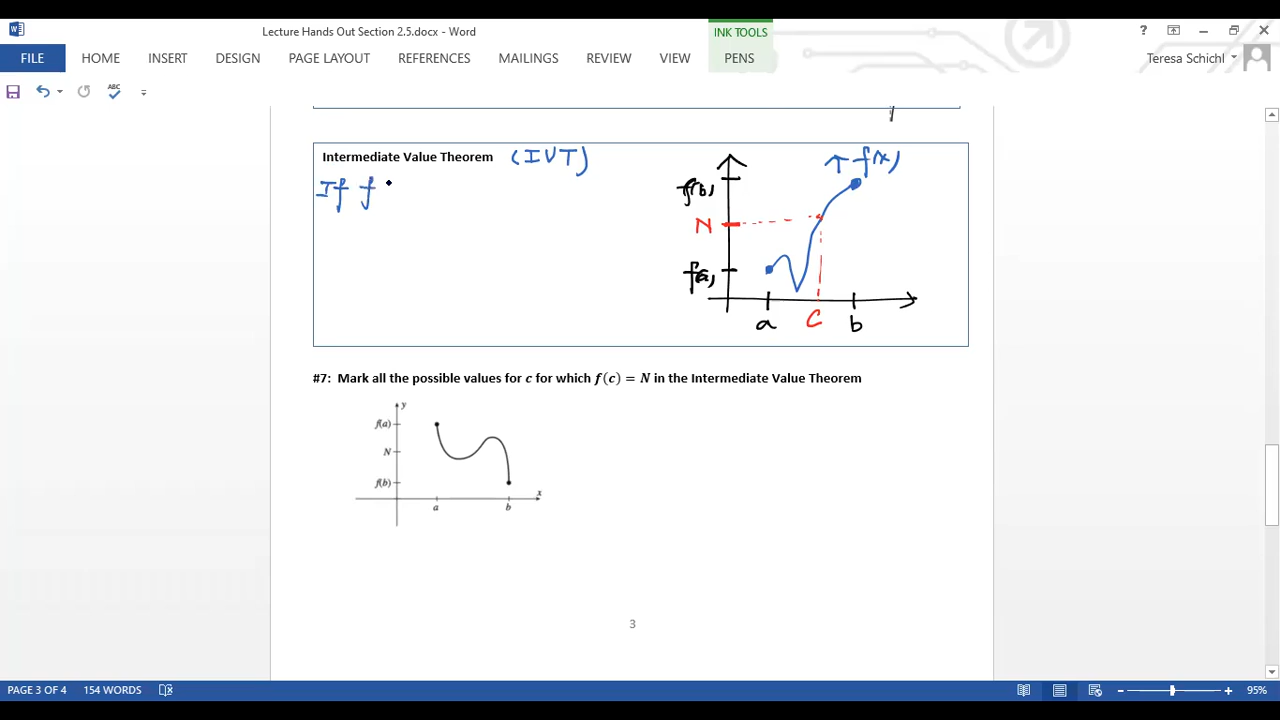 Lecture Hands Out Section 2.5.docx - Word
INK TOOLS
?
FILE HOME INSERT DESIGN PAGE LAYOUT REFERENCES MAILINGS REVIEW VIEW PENS
Teresa Schichl
ABC
Intermediate Value Theorem (IVT)
If f
f(x)
f(b)
N
f(a)
a c b
#7: Mark all the possible values for c for which f(c) = N in the Intermediate Value Theorem
y
f(a)
N
f(b)
x
a b
3
PAGE 3 OF 4 154 WORDS 95%